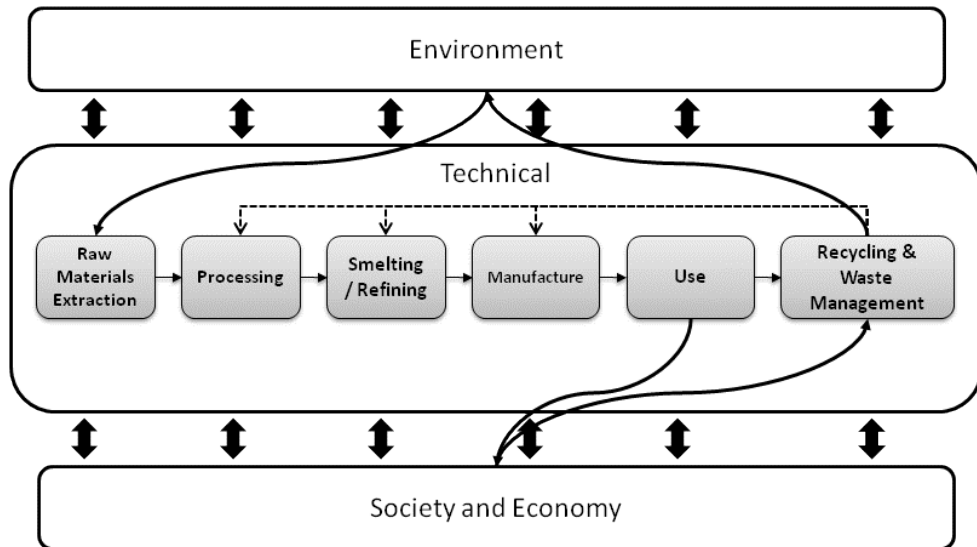 Environment
Technical
Raw
Materials
Extraction
Processing
Smelting
/ Refining
Manufacture
Use
Recycling &
Waste
Management
Society and Economy